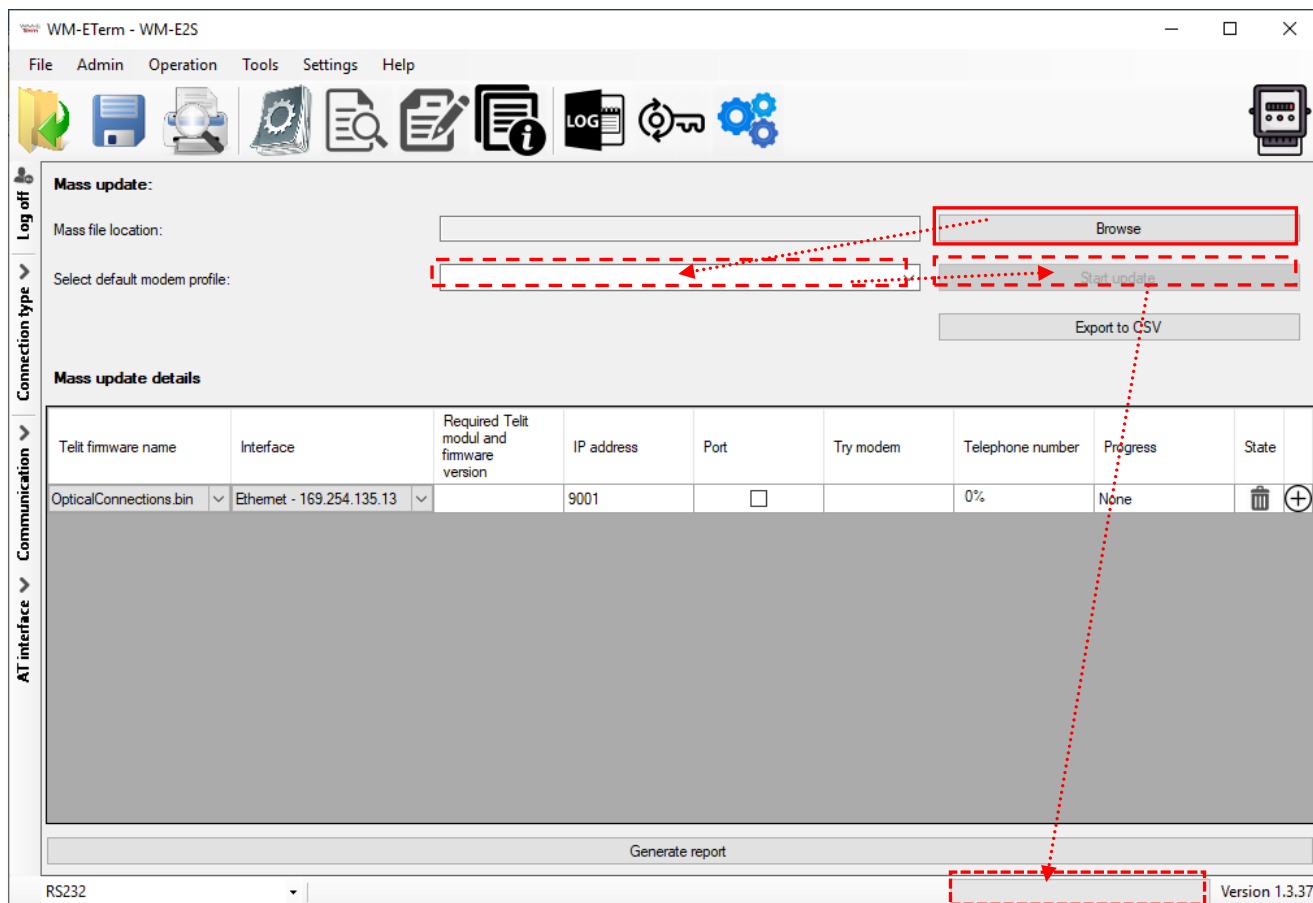 WM-ETerm - WM-E2S
File Admin Operation Tools Settings Help
LOG
Log off
Connection type
Communication
AT interface
Mass update:
Mass file location:
Browse
Select default modem profile:
Start update
Export to CSV
Mass update details
Telit firmware name
Interface
Required Telit
modul and
firmware
version
IP address
Port
Try modem
Telephone number
Progress
State
OpticalConnections.bin
Ethernet - 169.254.135.13
9001
0%
None
Generate report
RS232
Version 1.3.37